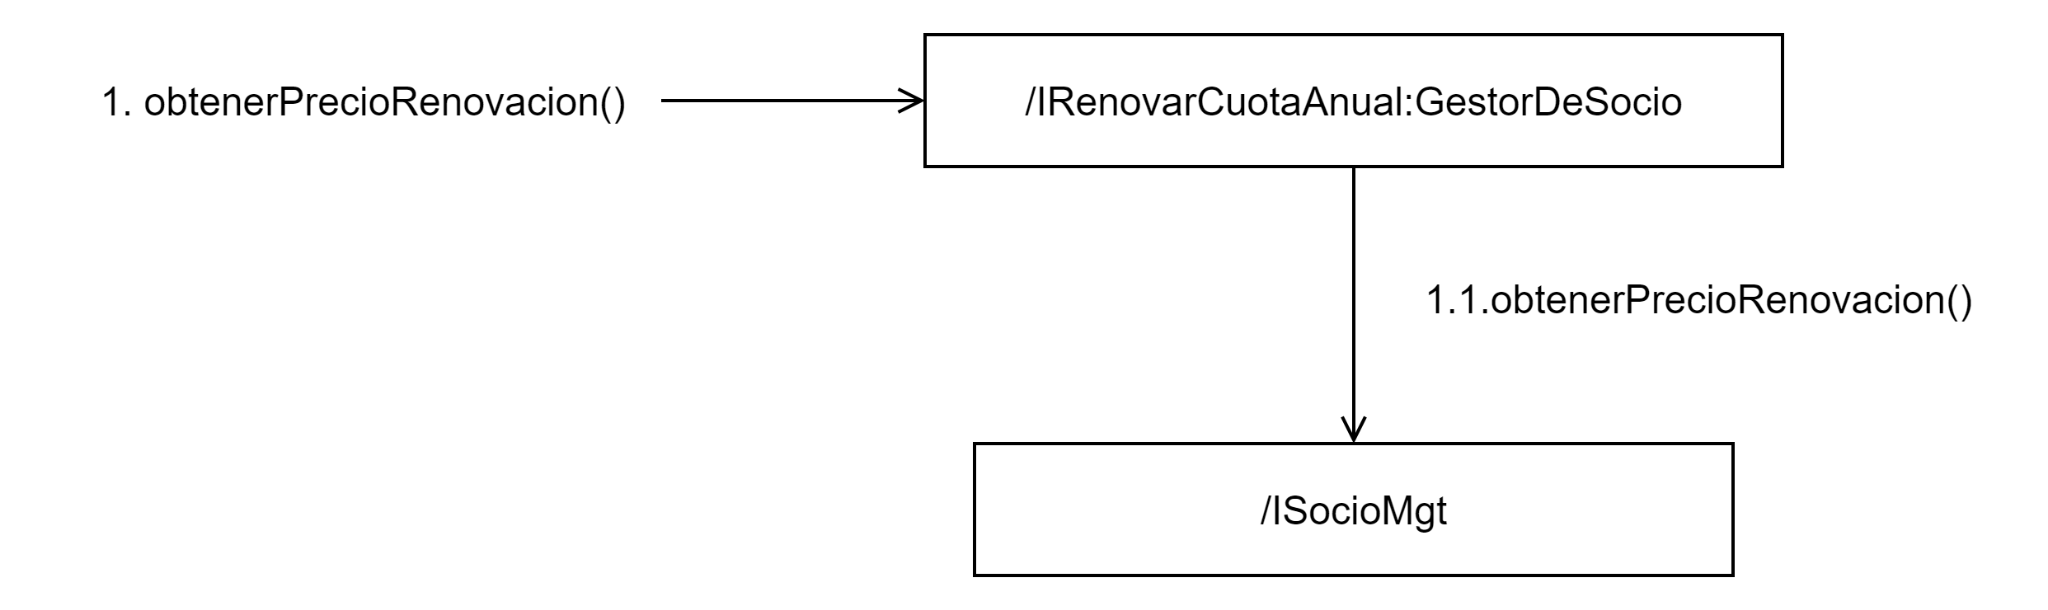 1. obtenerPrecioRenovacion()
/IRenovarCuotaAnual:GestorDeSocio
1.1.obtenerPrecioRenovacion()
/ISocioMgt